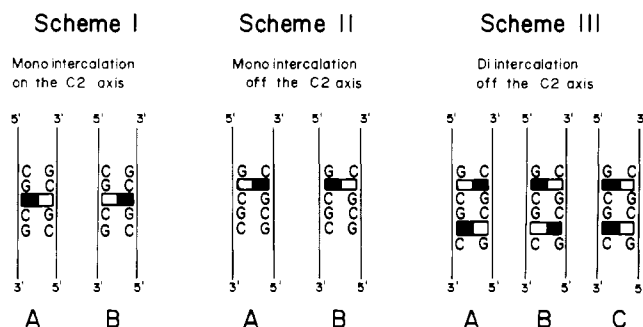 Scheme I
Mono intercalation
on the C2 axis
5' 3' 5' 3'
C G C G
G C G C
C G C G
G C G C
3' 5' 3' 5'
A B
Scheme II
Mono intercalation
off the C2 axis
5' 3' 5' 3'
G C G C
C G C G
G C G C
C G C G
3' 5' 3' 5'
A B
Scheme III
Di intercalation
off the C2 axis
5' 3' 5' 3' 5' 3'
G C G C G C
C G C G C G
G C G C G C
C G C G C G
3' 5' 3' 5' 3' 5'
A B C